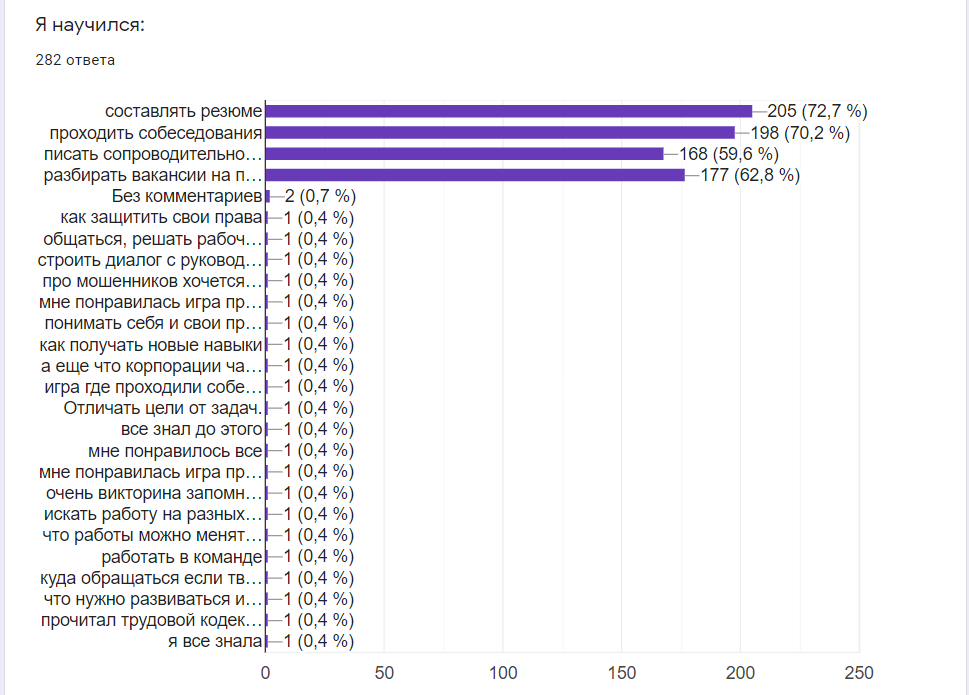 Я научился:
282 ответа
составлять резюме 205 (72,7 %)
проходить собеседования 198 (70,2 %)
писать сопроводительно… 168 (59,6 %)
разбирать вакансии на п… 177 (62,8 %)
Без комментариев 2 (0,7 %)
как защитить свои права 1 (0,4 %)
общаться, решать рабоч… 1 (0,4 %)
строить диалог с руковод… 1 (0,4 %)
про мошенников хочется… 1 (0,4 %)
мне понравилась игра пр… 1 (0,4 %)
понимать себя и свои пр… 1 (0,4 %)
как получать новые навыки 1 (0,4 %)
а еще что корпорации ча… 1 (0,4 %)
игра где проходили собе… 1 (0,4 %)
Отличать цели от задач. 1 (0,4 %)
все знал до этого 1 (0,4 %)
мне понравилось все 1 (0,4 %)
мне понравилась игра пр… 1 (0,4 %)
очень викторина запомн… 1 (0,4 %)
искать работу на разных… 1 (0,4 %)
что работы можно менят… 1 (0,4 %)
работать в команде 1 (0,4 %)
куда обращаться если тв… 1 (0,4 %)
что нужно развиваться и… 1 (0,4 %)
прочитал трудовой кодек… 1 (0,4 %)
я все знала 1 (0,4 %)
0 50 100 150 200 250